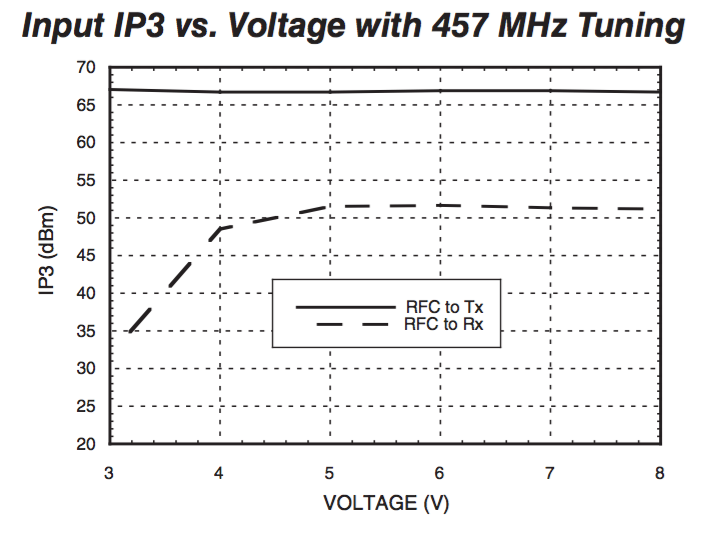 Input IP3 vs. Voltage with 457 MHz Tuning
70
65
60
55
50
45
40
35
30
25
20
IP3 (dBm)
RFC to Tx
RFC to Rx
3 4 5 6 7 8
VOLTAGE (V)